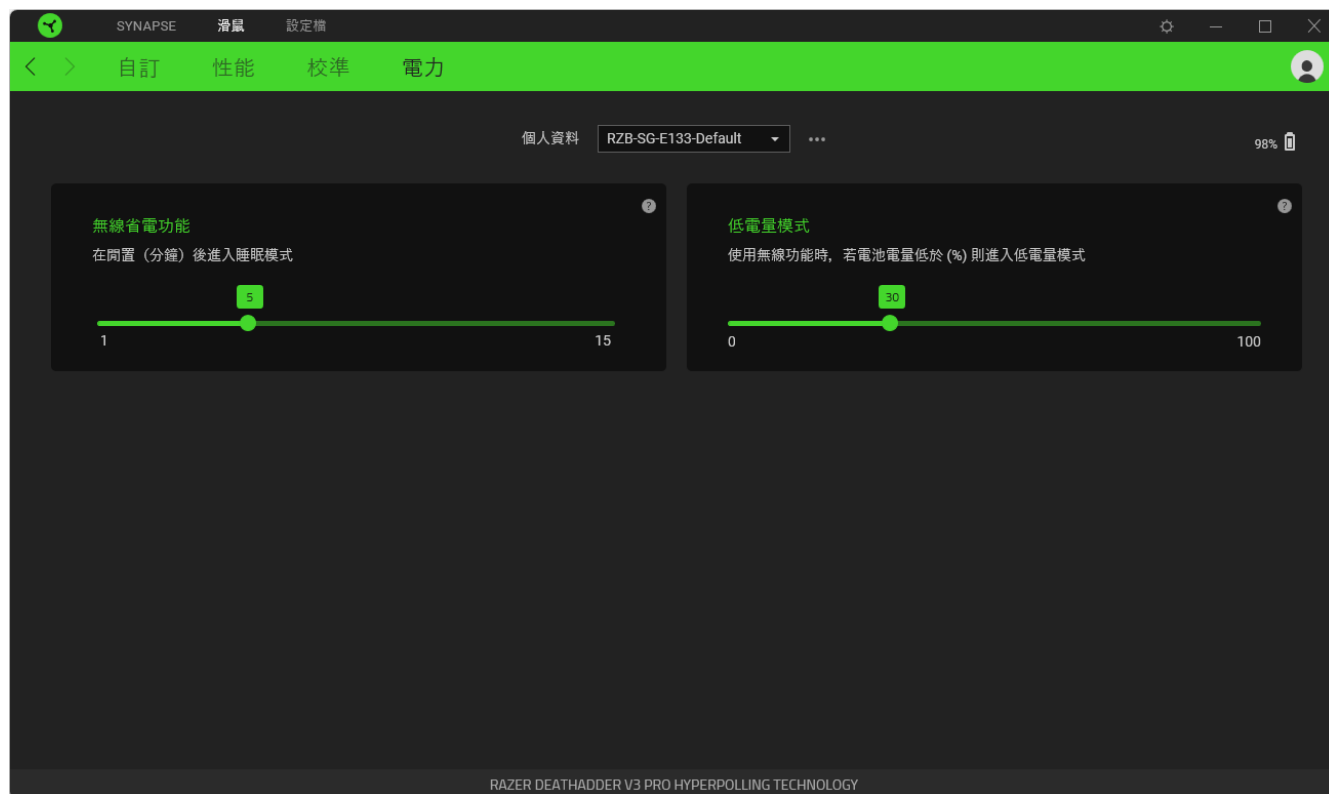 SYNAPSE 滑鼠 設定檔
自訂 性能 校準 電力
個人資料 RZB-SG-E133-Default
98%
無線省電功能
在閒置（分鐘）後進入睡眠模式
5
1 15
低電量模式
使用無線功能時，若電池電量低於 (%) 則進入低電量模式
30
0 100
RAZER DEATHADDER V3 PRO HYPERPOLLING TECHNOLOGY